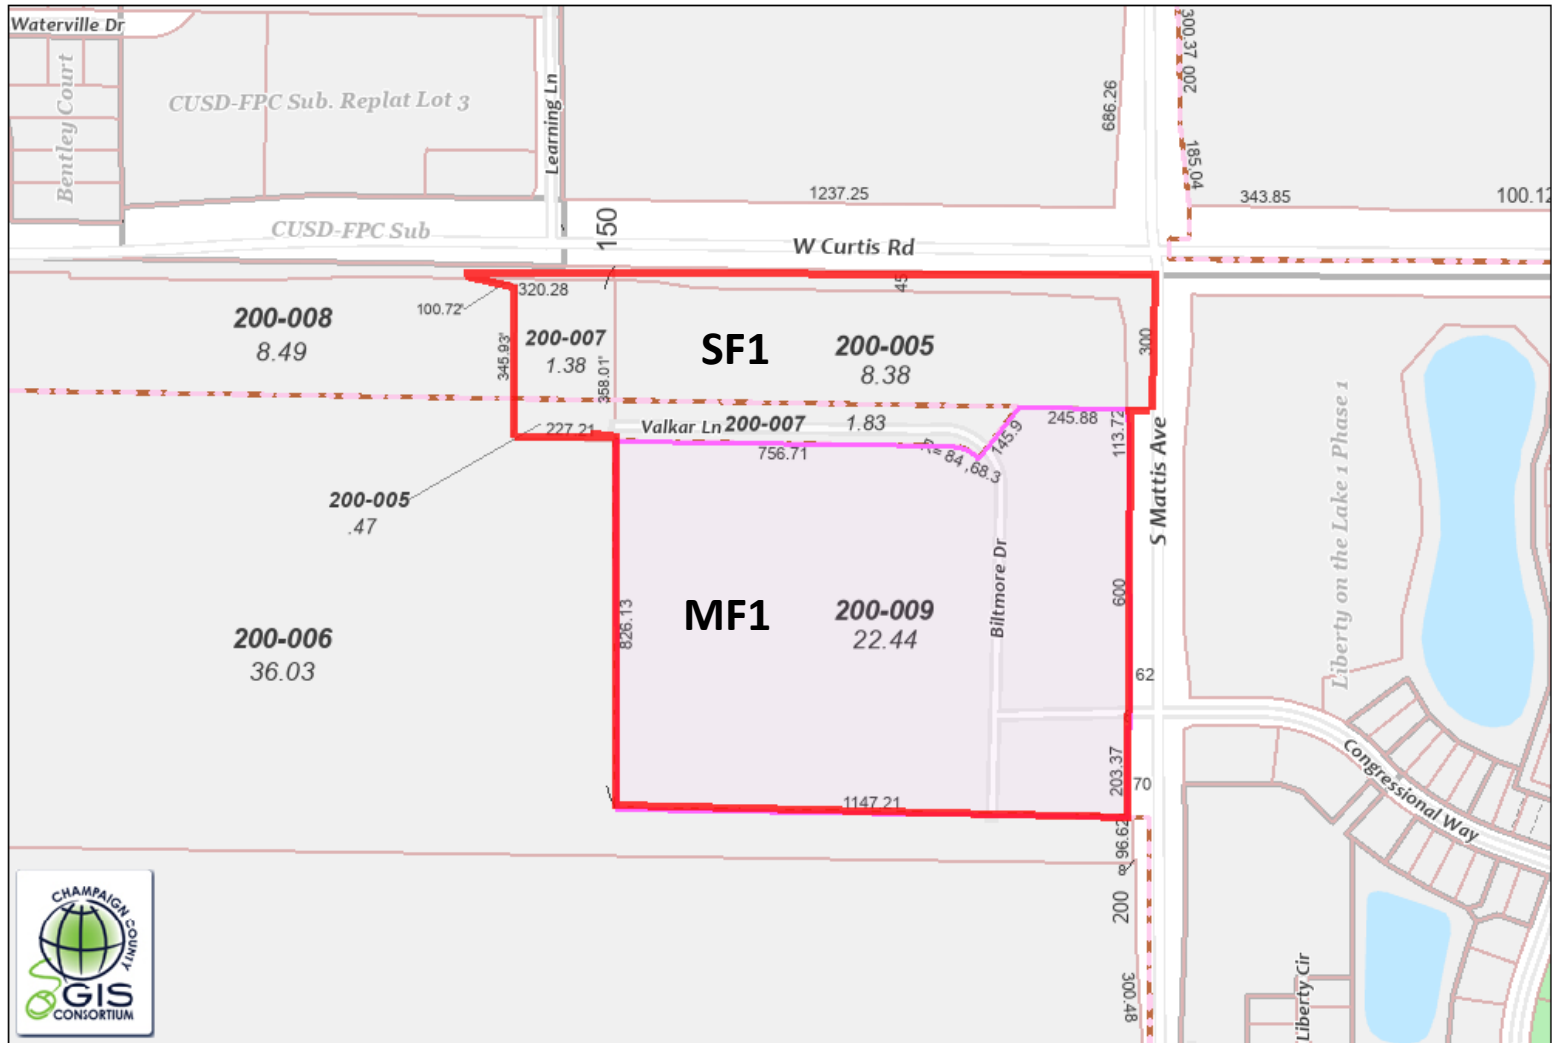 Waterville Dr
Bentley Court
CUSD-FPC Sub. Replat Lot 3
Learning Ln
CUSD-FPC Sub
1237.25
686.26
300.37
200
185.04
343.85
100.12
150
W Curtis Rd
45
320.28
100.72'
200-008
8.49
345.93'
200-007
1.38
358.01'
SF1
200-005
8.38
300
227.21
Valkar Ln
200-007
1.83
756.71
R= 84 ,68.3
145.9
245.88
113.72
S Mattis Ave
Liberty on the Lake 1 Phase 1
200-005
.47
200-006
36.03
826.13
MF1
200-009
22.44
Biltmore Dr
600
62
203.37
70
1147.21
Congressional Way
96.62
8
200
300.48
Liberty Cir
CHAMPAIGN COUNTY
GIS
CONSORTIUM